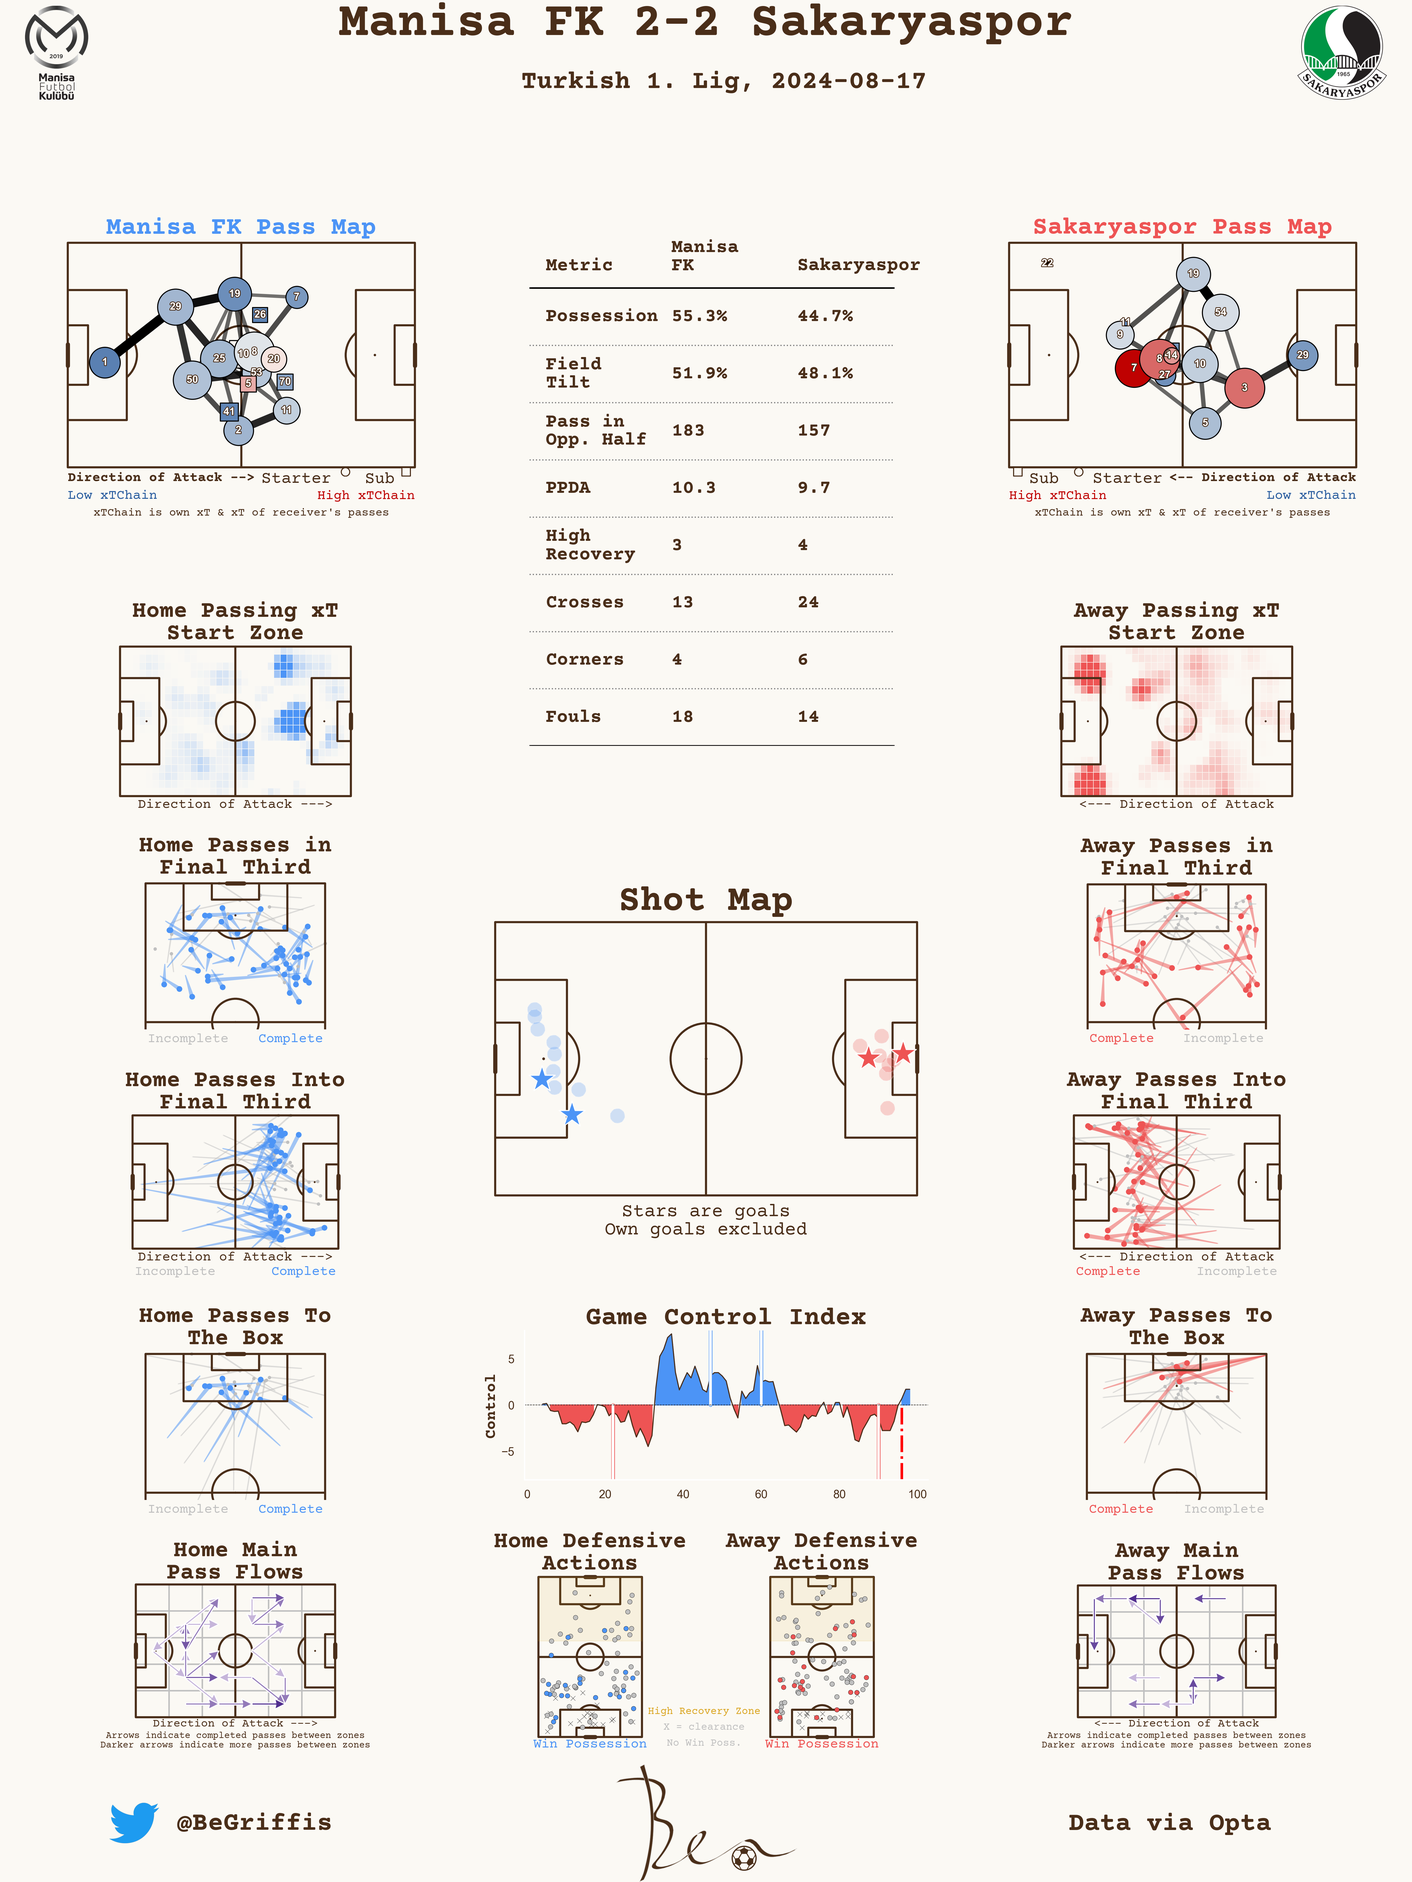 Manisa FK 2-2 Sakaryaspor
Turkish 1. Lig, 2024-08-17
2019
Manisa
Futbol
Kulübü
1965
SAKARYASPOR
Manisa FK Pass Map
1
29
19
7
26
25
10
8
20
53
50
5
70
41
11
2
Direction of Attack --> Starter Sub
Low xTChain High xTChain
xTChain is own xT & xT of receiver's passes
Metric Manisa FK Sakaryaspor
Possession 55.3% 44.7%
Field Tilt 51.9% 48.1%
Pass in Opp. Half 183 157
PPDA 10.3 9.7
High Recovery 3 4
Crosses 13 24
Corners 4 6
Fouls 18 14
Sakaryaspor Pass Map
22
19
54
11
9
8
14
7
27
10
29
3
5
Sub Starter <-- Direction of Attack
High xTChain Low xTChain
xTChain is own xT & xT of receiver's passes
Home Passing xT
Start Zone
Direction of Attack --->
Away Passing xT
Start Zone
<--- Direction of Attack
Home Passes in
Final Third
Incomplete Complete
Away Passes in
Final Third
Complete Incomplete
Shot Map
Stars are goals
Own goals excluded
Home Passes Into
Final Third
Direction of Attack --->
Incomplete Complete
Away Passes Into
Final Third
<--- Direction of Attack
Complete Incomplete
Home Passes To
The Box
Incomplete Complete
Game Control Index
Control
5
0
−5
0 20 40 60 80 100
Away Passes To
The Box
Complete Incomplete
Home Main
Pass Flows
Direction of Attack --->
Arrows indicate completed passes between zones
Darker arrows indicate more passes between zones
Home Defensive
Actions
Win Possession
Away Defensive
Actions
Win Possession
High Recovery Zone
X = clearance
No Win Poss.
Away Main
Pass Flows
<--- Direction of Attack
Arrows indicate completed passes between zones
Darker arrows indicate more passes between zones
@BeGriffis
Ben
Data via Opta